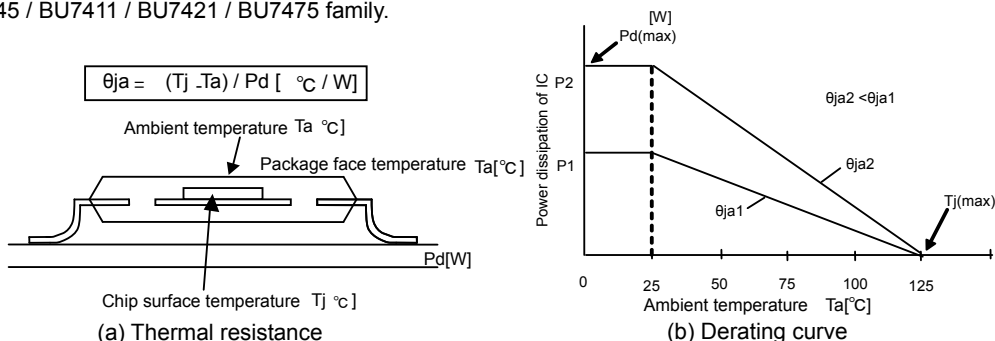 45 / BU7411 / BU7421 / BU7475 family.
θja = (Tj -Ta) / Pd [ ℃ / W]
Ambient temperature Ta ℃]
Package face temperature Ta[℃]
Pd[W]
Chip surface temperature Tj ℃]
(a) Thermal resistance
[W]
Pd(max)
Power dissipation of IC
P2
P1
θja2 <θja1
θja2
θja1
Tj(max)
0 25 50 75 100 125
Ambient temperature Ta[℃]
(b) Derating curve